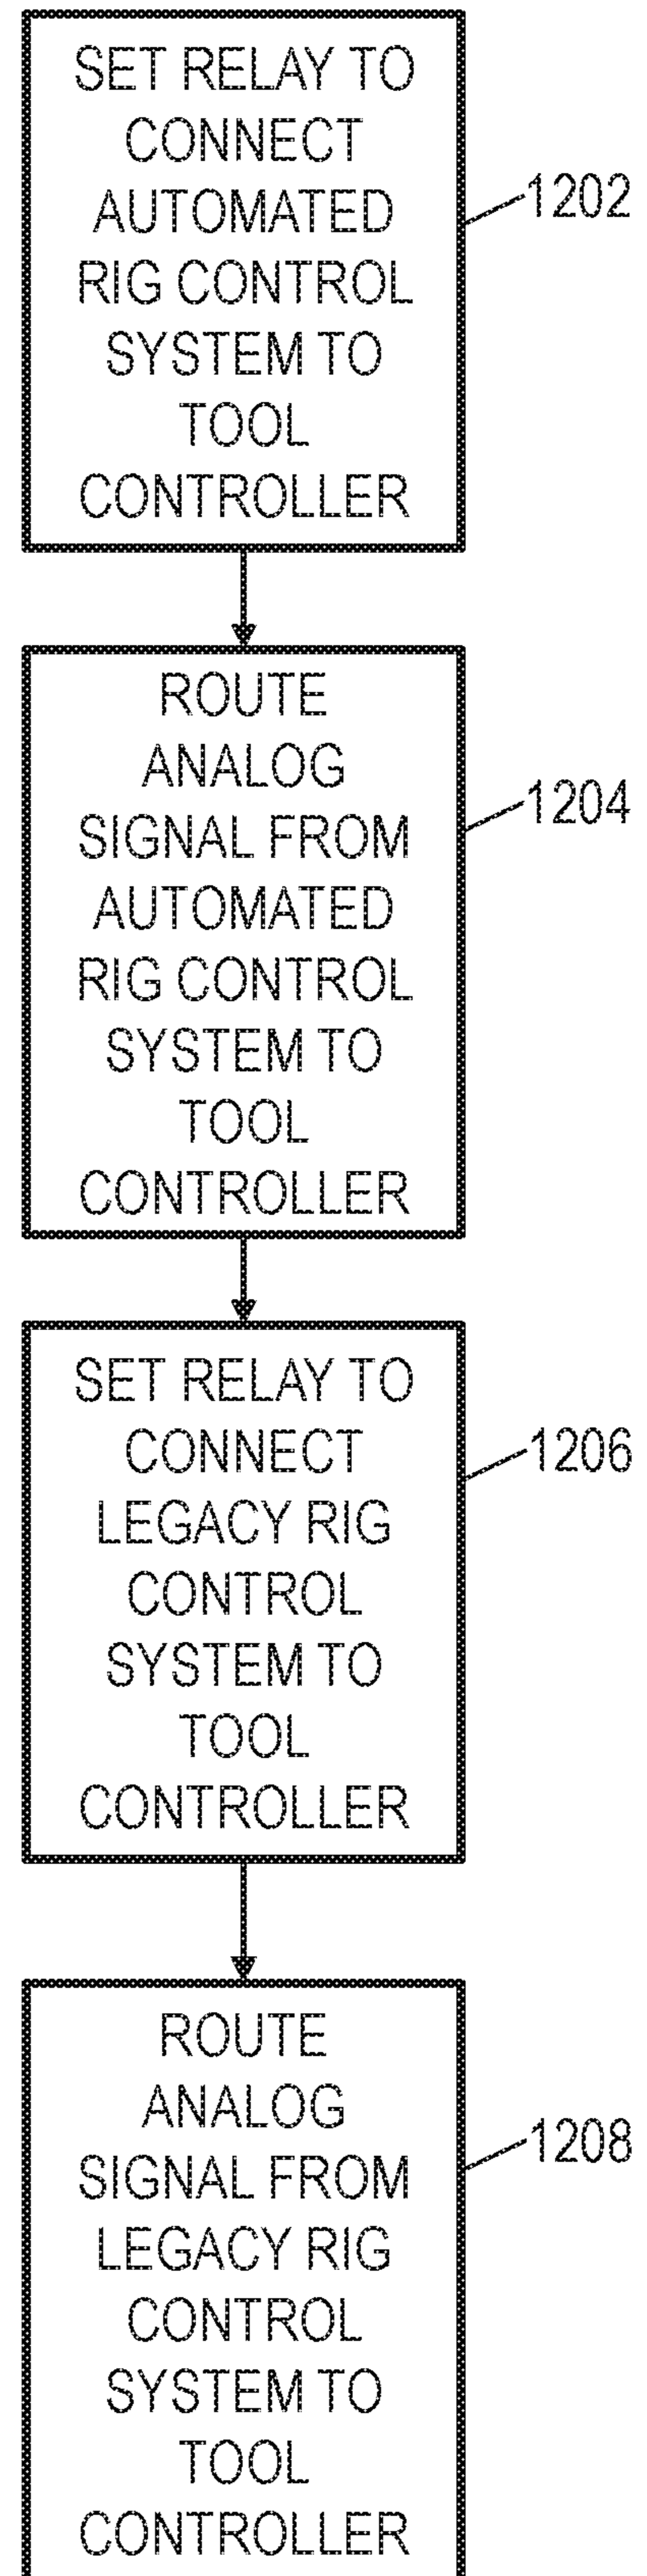 SET RELAY TO
CONNECT
AUTOMATED
RIG CONTROL
SYSTEM TO
TOOL
CONTROLLER
1202
ROUTE
ANALOG
SIGNAL FROM
AUTOMATED
RIG CONTROL
SYSTEM TO
TOOL
CONTROLLER
1204
SET RELAY TO
CONNECT
LEGACY RIG
CONTROL
SYSTEM TO
TOOL
CONTROLLER
1206
ROUTE
ANALOG
SIGNAL FROM
LEGACY RIG
CONTROL
SYSTEM TO
TOOL
CONTROLLER
1208